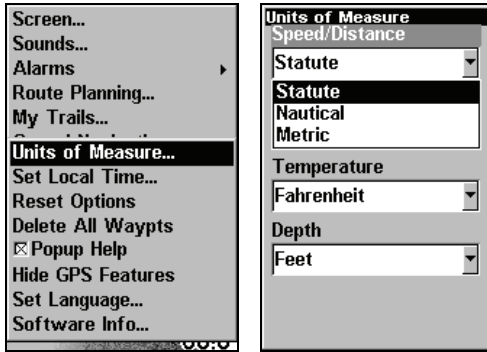 Screen...
Sounds...
Alarms
Route Planning...
My Trails...
Units of Measure...
Set Local Time...
Reset Options
Delete All Waypts
Popup Help
Hide GPS Features
Set Language...
Software Info...
Units of Measure
Speed/Distance
Statute
Statute
Nautical
Metric
Temperature
Fahrenheit
Depth
Feet